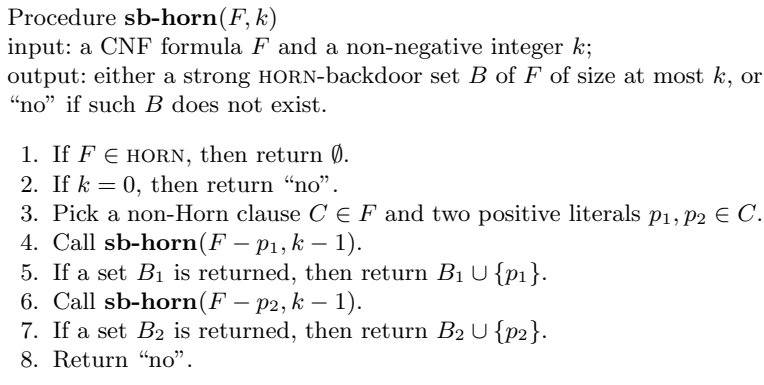 Procedure sb-horn(F, k)
input: a CNF formula F and a non-negative integer k;
output: either a strong HORN-backdoor set B of F of size at most k, or
“no” if such B does not exist.
1. If F ∈ HORN, then return ∅.
2. If k = 0, then return “no”.
3. Pick a non-Horn clause C ∈ F and two positive literals p₁, p₂ ∈ C.
4. Call sb-horn(F − p₁, k − 1).
5. If a set B₁ is returned, then return B₁ ∪ {p₁}.
6. Call sb-horn(F − p₂, k − 1).
7. If a set B₂ is returned, then return B₂ ∪ {p₂}.
8. Return “no”.